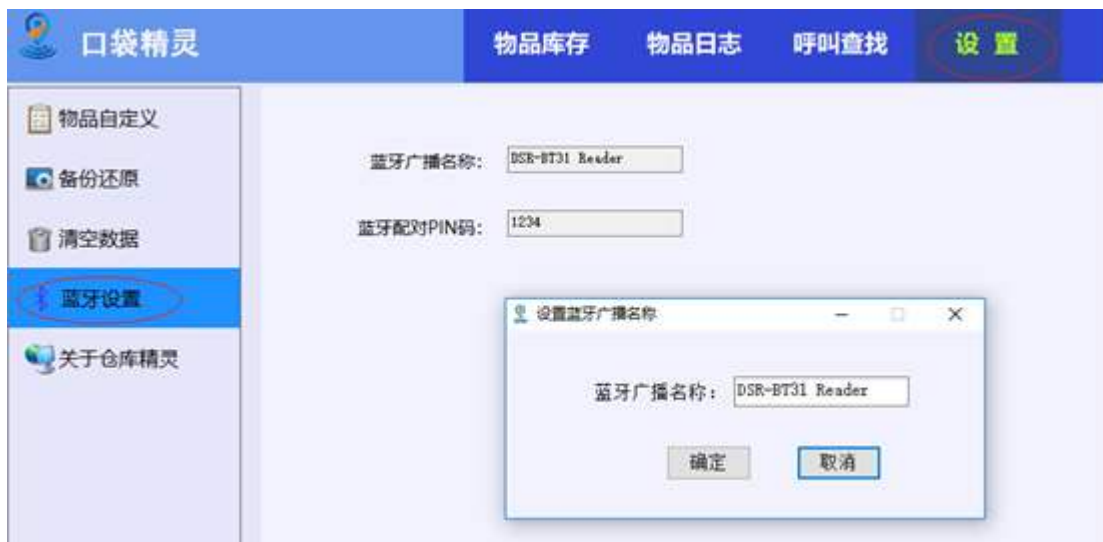 口袋精灵
物品库存 物品日志 呼叫查找 设 置
物品自定义
备份还原
清空数据
蓝牙设置
关于仓库精灵
蓝牙广播名称： DSR-BT31 Reader
蓝牙配对PIN码： 1234
设置蓝牙广播名称
蓝牙广播名称： DSR-BT31 Reader
确定 取消